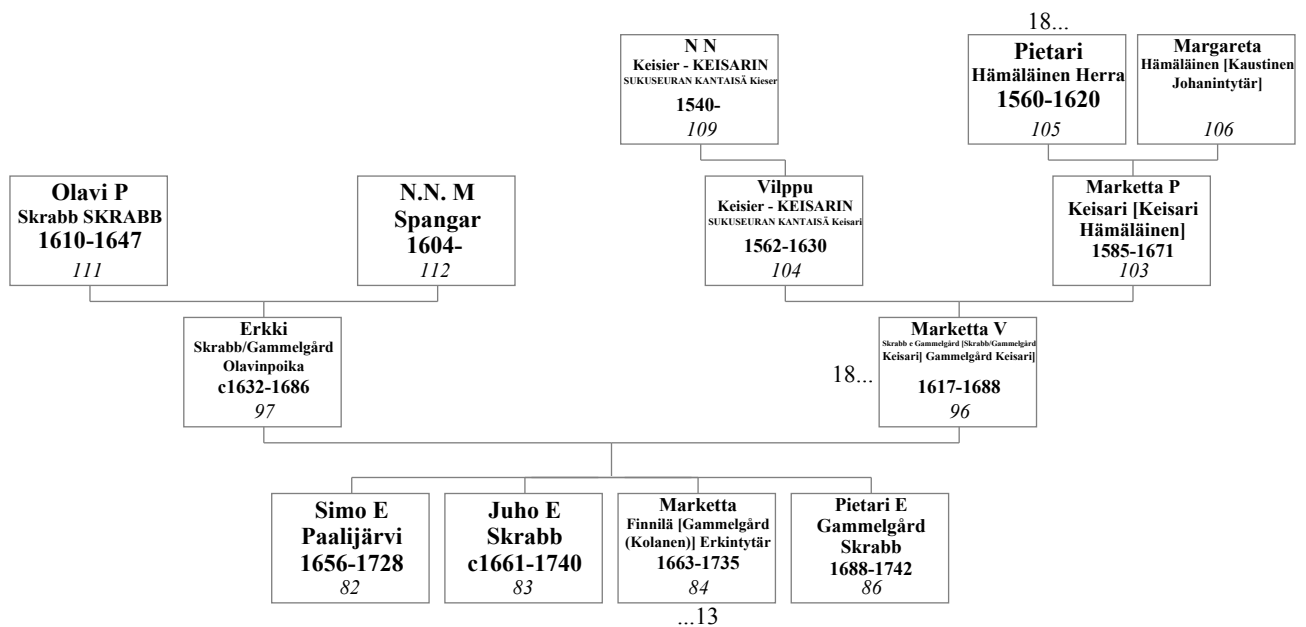 18...
N N
Keisier - KEISARIN
SUKUSEURAN KANTAISÄ Kieser
1540-
109
Pietari
Hämäläinen Herra
1560-1620
105
Margareta
Hämäläinen [Kaustinen
Johanintytär]
106
Olavi P
Skrabb SKRABB
1610-1647
111
N.N. M
Spangar
1604-
112
Vilppu
Keisier - KEISARIN
SUKUSEURAN KANTAISÄ Keisari
1562-1630
104
Marketta P
Keisari [Keisari
Hämäläinen]
1585-1671
103
Erkki
Skrabb/Gammelgård
Olavinpoika
c1632-1686
97
18...
Marketta V
Skrabb e Gammelgård [Skrabb/Gammelgård
Keisari] Gammelgård Keisari]
1617-1688
96
Simo E
Paalijärvi
1656-1728
82
Juho E
Skrabb
c1661-1740
83
Marketta
Finnilä [Gammelgård
(Kolanen)] Erkintytär
1663-1735
84
Pietari E
Gammelgård
Skrabb
1688-1742
86
...13